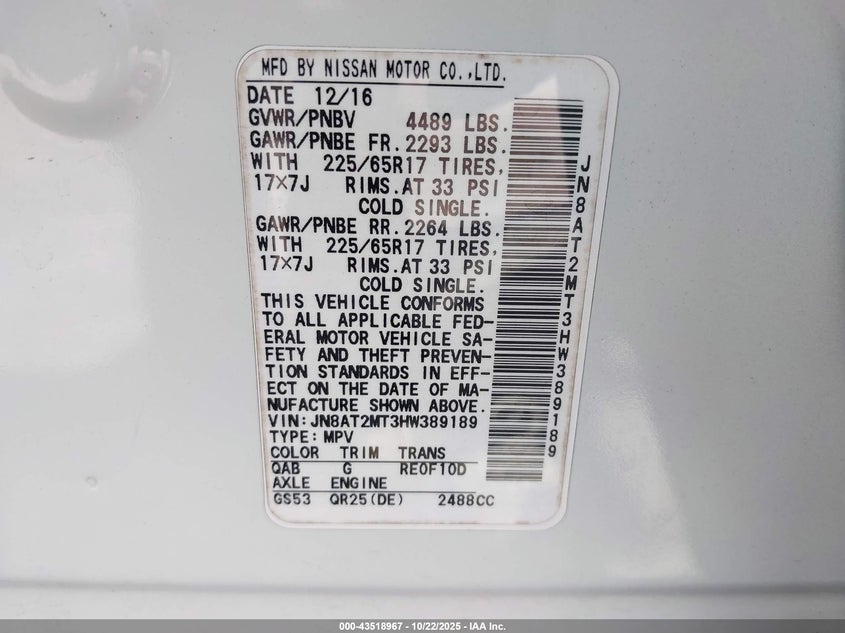 MFD BY NISSAN MOTOR CO.,LTD.
DATE 12/16
GVWR/PNBV 4489 LBS.
GAWR/PNBE FR.2293 LBS.
WITH 225/65R17 TIRES,
17×7J RIMS.AT 33 PSI
COLD SINGLE.
GAWR/PNBE RR.2264 LBS.
WITH 225/65R17 TIRES,
17×7J RIMS.AT 33 PSI
COLD SINGLE.
THIS VEHICLE CONFORMS
TO ALL APPLICABLE FED-
ERAL MOTOR VEHICLE SA-
FETY AND THEFT PREVEN-
TION STANDARDS IN EFF-
ECT ON THE DATE OF MA-
NUFACTURE SHOWN ABOVE.
VIN:JN8AT2MT3HW389189
TYPE:MPV
COLOR TRIM TRANS
QAB G RE0F10D
AXLE ENGINE
GS53 QR25(DE) 2488CC
JN8AT2MT3HW389189
000-43518967 • 10/22/2025 • IAA Inc.